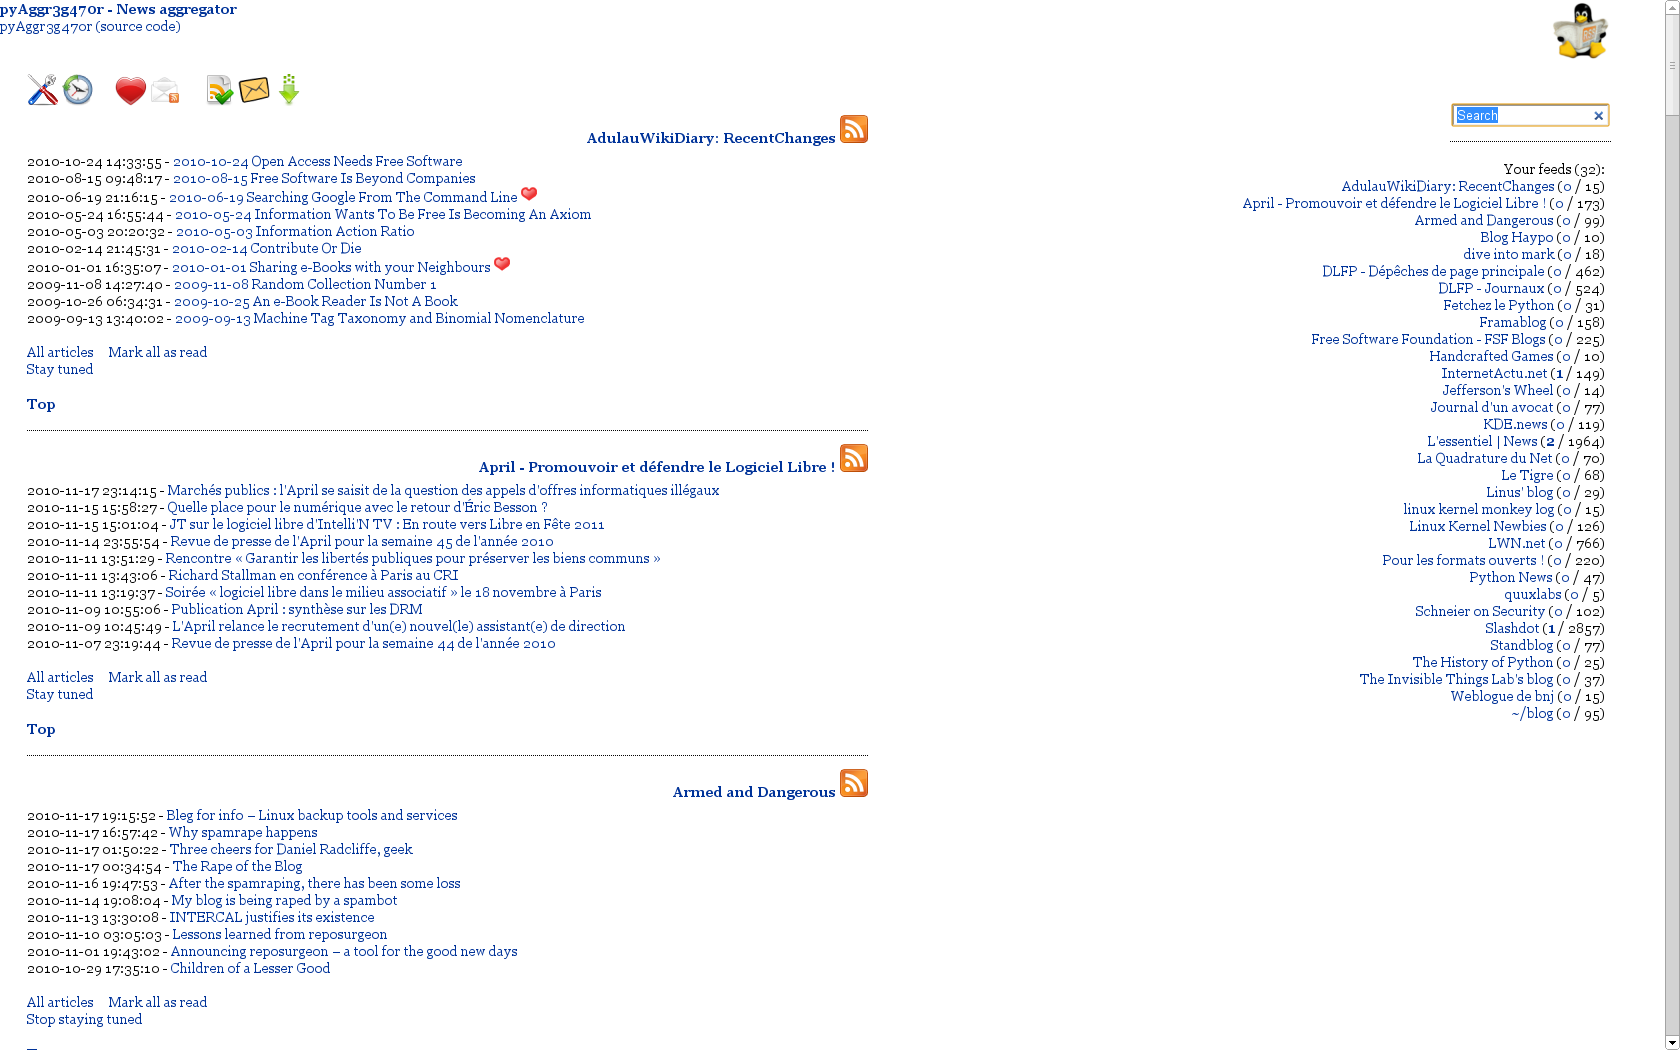 pyAggr3g470r - News aggregator
pyAggr3g470r (source code)
Search
AdulauWikiDiary: RecentChanges
2010-10-24 14:33:55 - 2010-10-24 Open Access Needs Free Software
2010-08-15 09:48:17 - 2010-08-15 Free Software Is Beyond Companies
2010-06-19 21:16:15 - 2010-06-19 Searching Google From The Command Line
2010-05-24 16:55:44 - 2010-05-24 Information Wants To Be Free Is Becoming An Axiom
2010-05-03 20:20:32 - 2010-05-03 Information Action Ratio
2010-02-14 21:45:31 - 2010-02-14 Contribute Or Die
2010-01-01 16:35:07 - 2010-01-01 Sharing e-Books with your Neighbours
2009-11-08 14:27:40 - 2009-11-08 Random Collection Number 1
2009-10-26 06:34:31 - 2009-10-25 An e-Book Reader Is Not A Book
2009-09-13 13:40:02 - 2009-09-13 Machine Tag Taxonomy and Binomial Nomenclature
All articles Mark all as read
Stay tuned
Top
April - Promouvoir et défendre le Logiciel Libre !
2010-11-17 23:14:15 - Marchés publics : l'April se saisit de la question des appels d'offres informatiques illégaux
2010-11-15 15:58:27 - Quelle place pour le numérique avec le retour d'Éric Besson ?
2010-11-15 15:01:04 - JT sur le logiciel libre d'Intelli'N TV : En route vers Libre en Fête 2011
2010-11-14 23:55:54 - Revue de presse de l'April pour la semaine 45 de l'année 2010
2010-11-11 13:51:29 - Rencontre « Garantir les libertés publiques pour préserver les biens communs »
2010-11-11 13:43:06 - Richard Stallman en conférence à Paris au CRI
2010-11-11 13:19:37 - Soirée « logiciel libre dans le milieu associatif » le 18 novembre à Paris
2010-11-09 10:55:06 - Publication April : synthèse sur les DRM
2010-11-09 10:45:49 - L'April relance le recrutement d'un(e) nouvel(le) assistant(e) de direction
2010-11-07 23:19:44 - Revue de presse de l'April pour la semaine 44 de l'année 2010
All articles Mark all as read
Stay tuned
Top
Armed and Dangerous
2010-11-17 19:15:52 - Bleg for info – Linux backup tools and services
2010-11-17 16:57:42 - Why spamrape happens
2010-11-17 01:50:22 - Three cheers for Daniel Radcliffe, geek
2010-11-17 00:34:54 - The Rape of the Blog
2010-11-16 19:47:53 - After the spamraping, there has been some loss
2010-11-14 19:08:04 - My blog is being raped by a spambot
2010-11-13 13:30:08 - INTERCAL justifies its existence
2010-11-10 03:05:03 - Lessons learned from reposurgeon
2010-11-01 19:43:02 - Announcing reposurgeon – a tool for the good new days
2010-10-29 17:35:10 - Children of a Lesser Good
All articles Mark all as read
Stop staying tuned
Your feeds (32):
AdulauWikiDiary: RecentChanges (0 / 15)
April - Promouvoir et défendre le Logiciel Libre ! (0 / 173)
Armed and Dangerous (0 / 99)
Blog Haypo (0 / 10)
dive into mark (0 / 18)
DLFP - Dépêches de page principale (0 / 462)
DLFP - Journaux (0 / 524)
Fetchez le Python (0 / 31)
Framablog (0 / 158)
Free Software Foundation - FSF Blogs (0 / 225)
Handcrafted Games (0 / 10)
InternetActu.net (1 / 149)
Jefferson's Wheel (0 / 14)
Journal d'un avocat (0 / 77)
KDE.news (0 / 119)
L'essentiel | News (2 / 1964)
La Quadrature du Net (0 / 70)
Le Tigre (0 / 68)
Linus' blog (0 / 29)
linux kernel monkey log (0 / 15)
Linux Kernel Newbies (0 / 126)
LWN.net (0 / 766)
Pour les formats ouverts ! (0 / 220)
Python News (0 / 47)
quuxlabs (0 / 5)
Schneier on Security (0 / 102)
Slashdot (1 / 2857)
Standblog (0 / 77)
The History of Python (0 / 25)
The Invisible Things Lab's blog (0 / 37)
Weblogue de bnj (0 / 15)
~/blog (0 / 95)